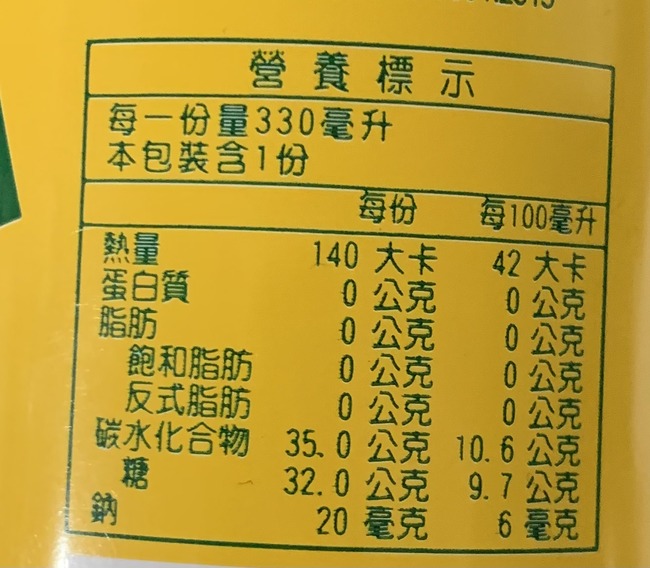 營養標示
每一份量330毫升
本包裝含1份
每份 每100毫升
熱量 140 大卡 42 大卡
蛋白質 0 公克 0 公克
脂肪 0 公克 0 公克
飽和脂肪 0 公克 0 公克
反式脂肪 0 公克 0 公克
碳水化合物 35.0 公克 10.6 公克
糖 32.0 公克 9.7 公克
鈉 20 毫克 6 毫克